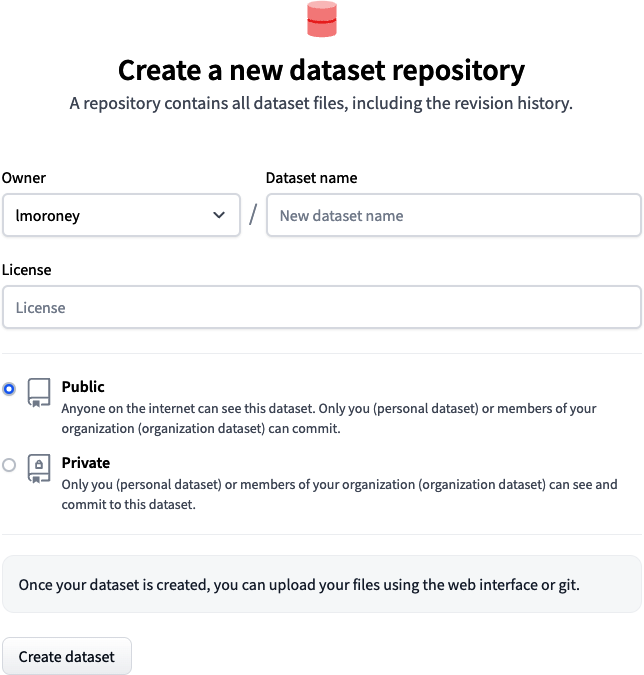 Create a new dataset repository
A repository contains all dataset files, including the revision history.
Owner
Dataset name
lmoroney
/
New dataset name
License
License
Public
Anyone on the internet can see this dataset. Only you (personal dataset) or members of your
organization (organization dataset) can commit.
Private
Only you (personal dataset) or members of your organization (organization dataset) can see and
commit to this dataset.
Once your dataset is created, you can upload your files using the web interface or git.
Create dataset